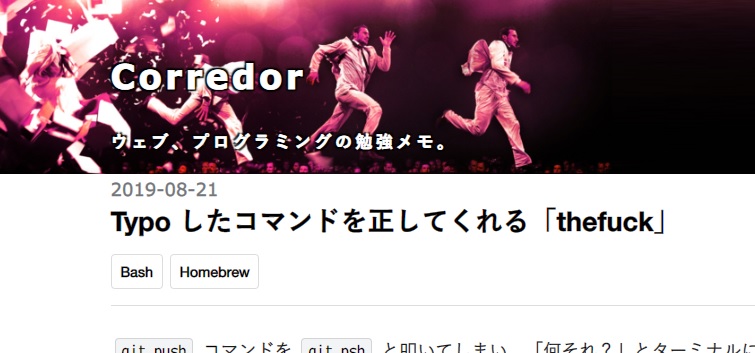 Corredor
ウェブ、プログラミングの勉強メモ。
2019-08-21
Typo したコマンドを正してくれる「thefuck」
Bash Homebrew
git push コマンドを git psh と叩いてしまい、「何それ？」とターミナルに